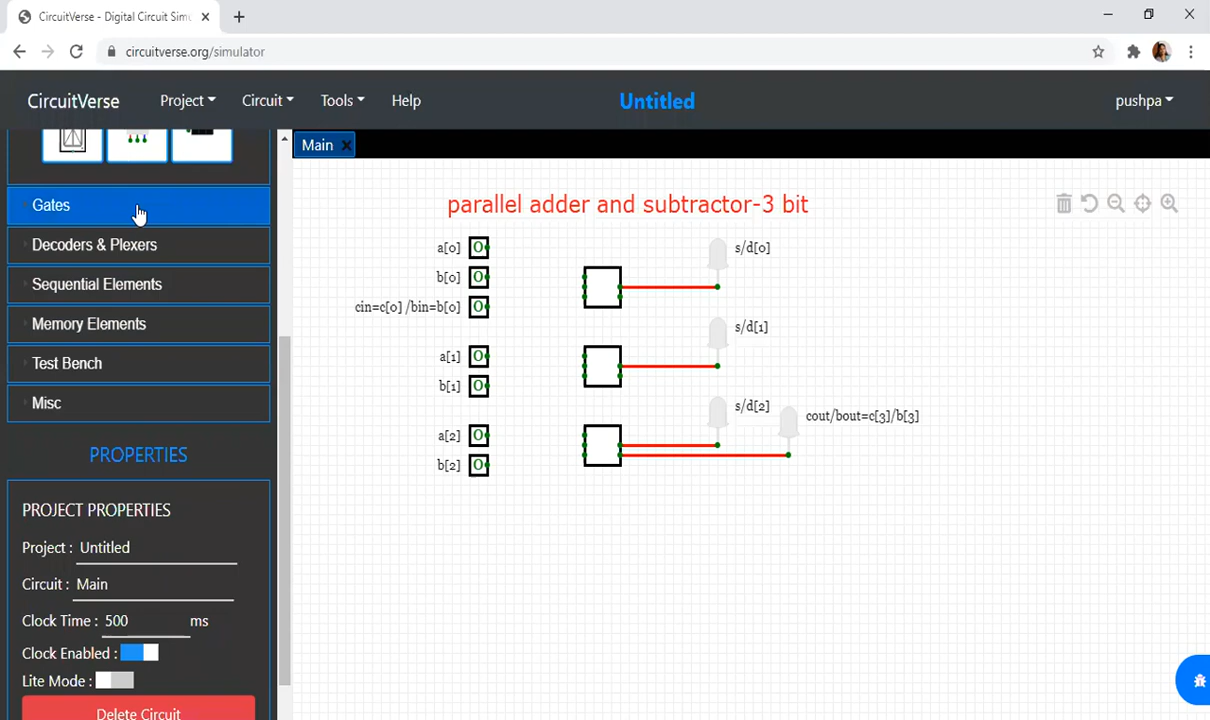 CircuitVerse - Digital Circuit Sim
circuitverse.org/simulator
CircuitVerse
Project
Circuit
Tools
Help
Untitled
pushpa
Main
Gates
Decoders & Plexers
Sequential Elements
Memory Elements
Test Bench
Misc
PROPERTIES
PROJECT PROPERTIES
Project : Untitled
Circuit : Main
Clock Time : 500 ms
Clock Enabled :
Lite Mode :
Delete Circuit
parallel adder and subtractor-3 bit
a[0] 0
s/d[0]
b[0] 0
cin=c[0] /bin=b[0] 0
s/d[1]
a[1] 0
b[1] 0
s/d[2]
cout/bout=c[3]/b[3]
a[2] 0
b[2] 0